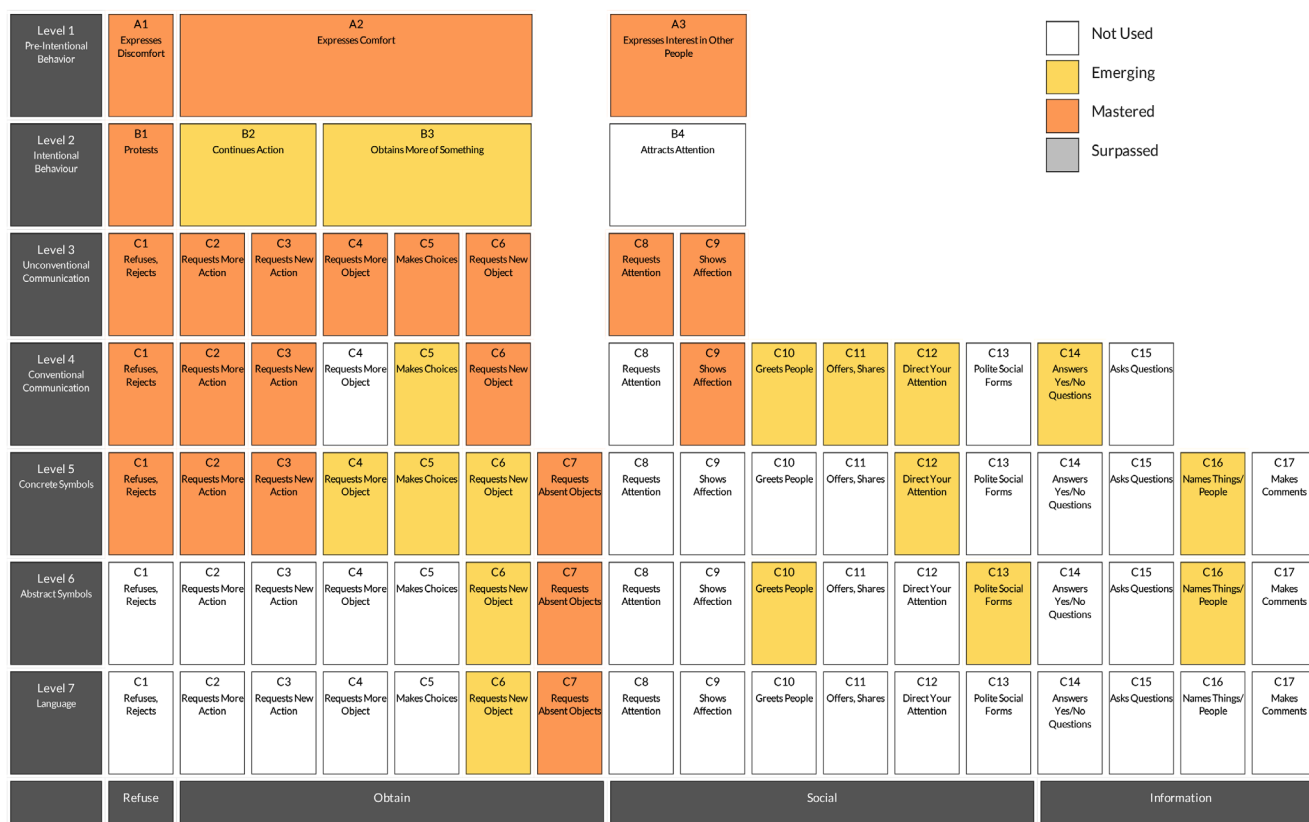 Level 1
Pre-Intentional
Behavior
A1
Expresses
Discomfort
A2
Expresses Comfort
A3
Expresses Interest in Other
People
Not Used
Emerging
Mastered
Surpassed
Level 2
Intentional
Behaviour
B1
Protests
B2
Continues Action
B3
Obtains More of Something
B4
Attracts Attention
Level 3
Unconventional
Communication
C1
Refuses,
Rejects
C2
Requests More
Action
C3
Requests New
Action
C4
Requests More
Object
C5
Makes Choices
C6
Requests New
Object
C8
Requests
Attention
C9
Shows
Affection
Level 4
Conventional
Communication
C1
Refuses,
Rejects
C2
Requests More
Action
C3
Requests New
Action
C4
Requests More
Object
C5
Makes Choices
C6
Requests New
Object
C8
Requests
Attention
C9
Shows
Affection
C10
Greets People
C11
Offers, Shares
C12
Direct Your
Attention
C13
Polite Social
Forms
C14
Answers
Yes/No
Questions
C15
Asks Questions
Level 5
Concrete Symbols
C1
Refuses,
Rejects
C2
Requests More
Action
C3
Requests New
Action
C4
Requests More
Object
C5
Makes Choices
C6
Requests New
Object
C7
Requests
Absent Objects
C8
Requests
Attention
C9
Shows
Affection
C10
Greets People
C11
Offers, Shares
C12
Direct Your
Attention
C13
Polite Social
Forms
C14
Answers
Yes/No
Questions
C15
Asks Questions
C16
Names Things/
People
C17
Makes
Comments
Level 6
Abstract Symbols
C1
Refuses,
Rejects
C2
Requests More
Action
C3
Requests New
Action
C4
Requests More
Object
C5
Makes Choices
C6
Requests New
Object
C7
Requests
Absent Objects
C8
Requests
Attention
C9
Shows
Affection
C10
Greets People
C11
Offers, Shares
C12
Direct Your
Attention
C13
Polite Social
Forms
C14
Answers
Yes/No
Questions
C15
Asks Questions
C16
Names Things/
People
C17
Makes
Comments
Level 7
Language
C1
Refuses,
Rejects
C2
Requests More
Action
C3
Requests New
Action
C4
Requests More
Object
C5
Makes Choices
C6
Requests New
Object
C7
Requests
Absent Objects
C8
Requests
Attention
C9
Shows
Affection
C10
Greets People
C11
Offers, Shares
C12
Direct Your
Attention
C13
Polite Social
Forms
C14
Answers
Yes/No
Questions
C15
Asks Questions
C16
Names Things/
People
C17
Makes
Comments
Refuse
Obtain
Social
Information